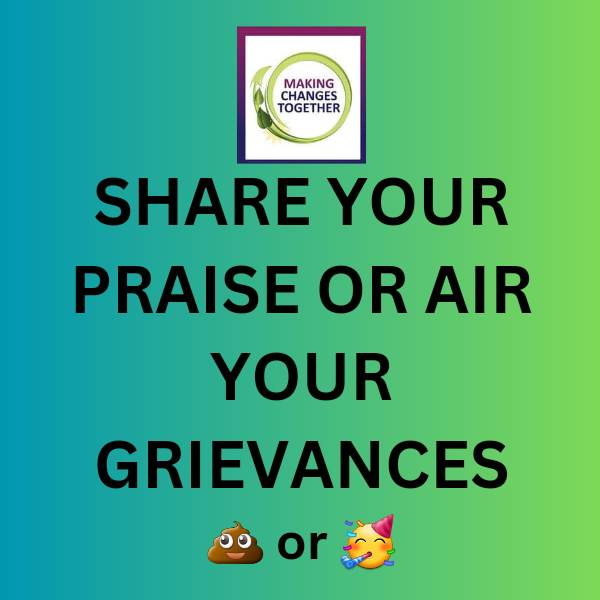 MAKING
CHANGES
TOGETHER
SHARE YOUR
PRAISE OR AIR
YOUR
GRIEVANCES
💩 or 🥳